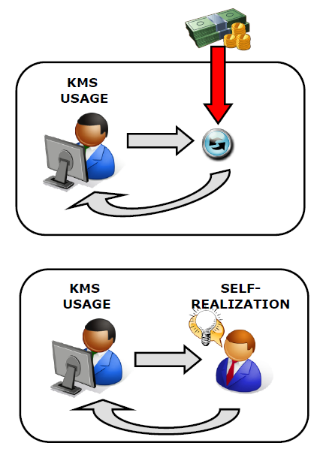 KMS
USAGE
KMS
USAGE
SELF-
REALIZATION